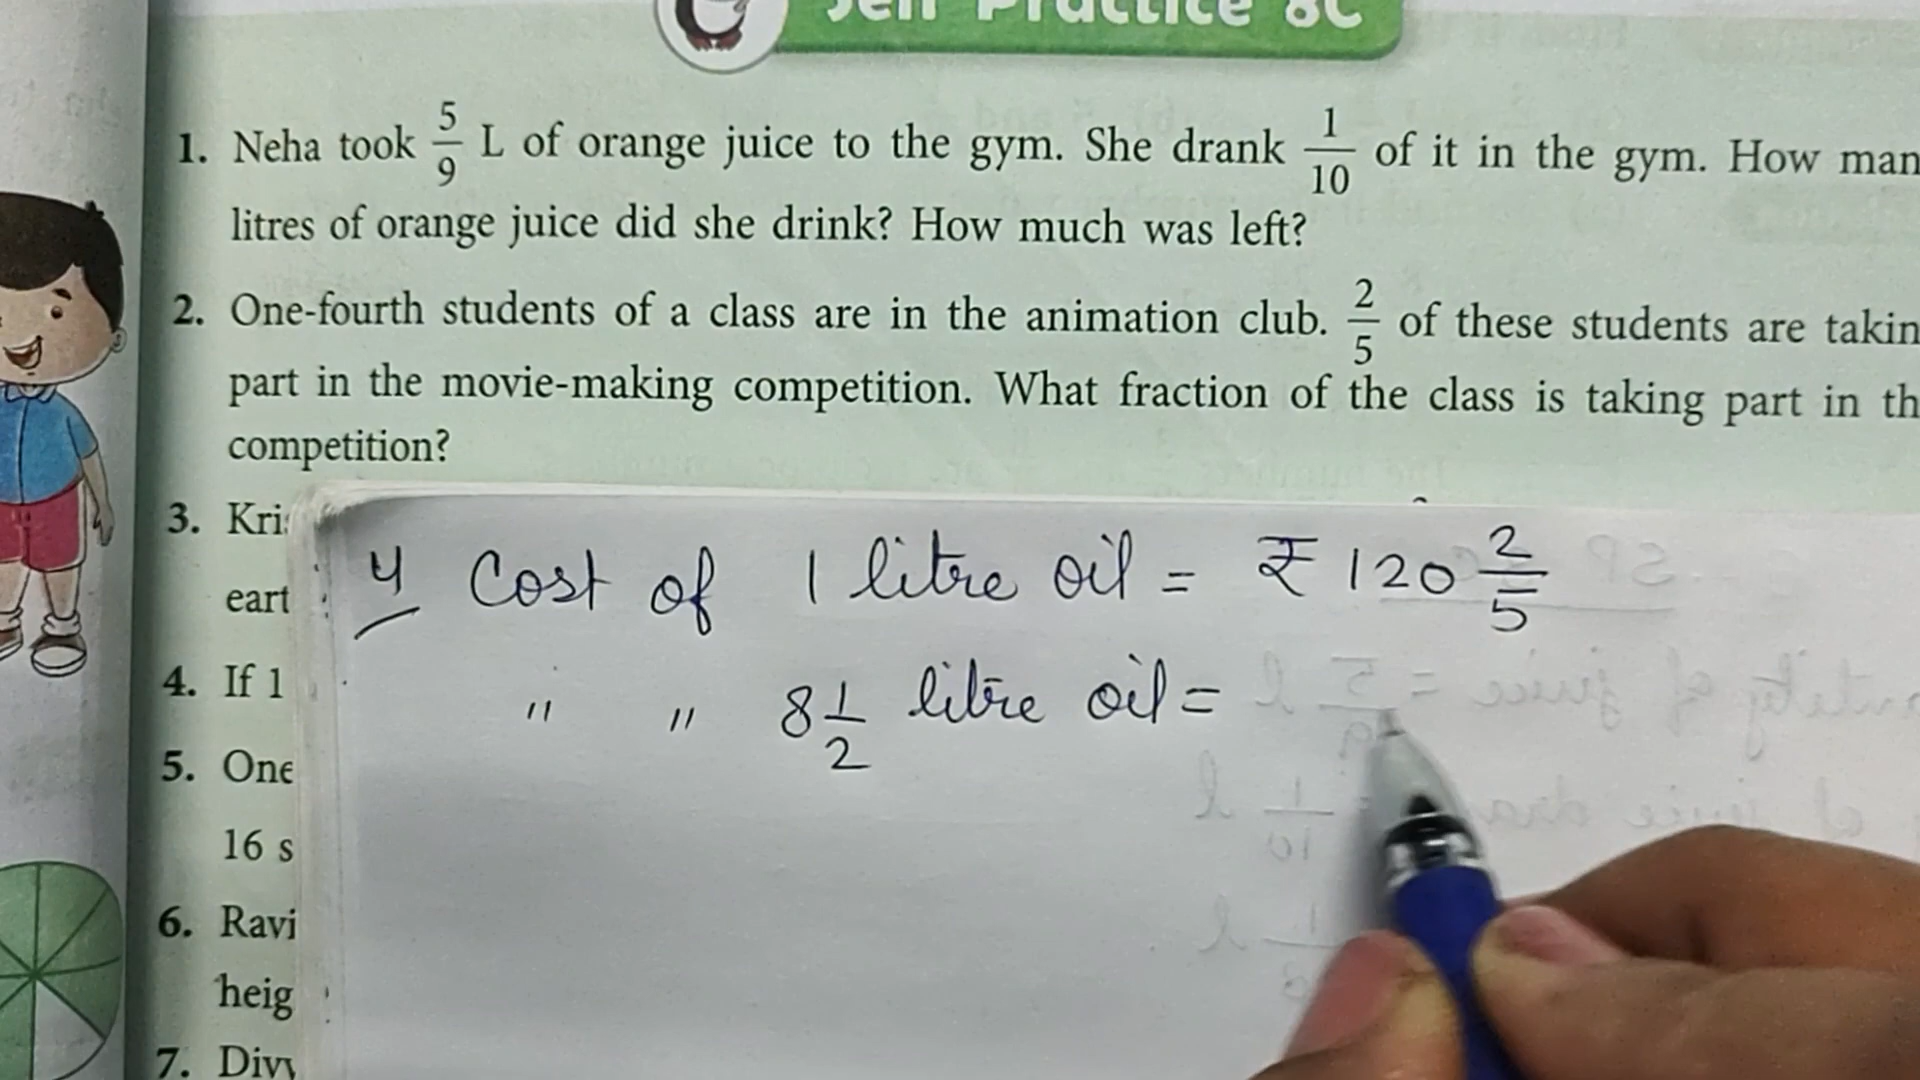 Self Practice 8C
1. Neha took 5/9 L of orange juice to the gym. She drank 1/10 of it in the gym. How man
litres of orange juice did she drink? How much was left?
2. One-fourth students of a class are in the animation club. 2/5 of these students are takin
part in the movie-making competition. What fraction of the class is taking part in th
competition?
3. Kri
eart
4. If 1
5. One
16 s
6. Ravi
heig
7. Divy
4 Cost of 1 litre oil = ₹ 120 2/5
" " 8 1/2 litre oil =